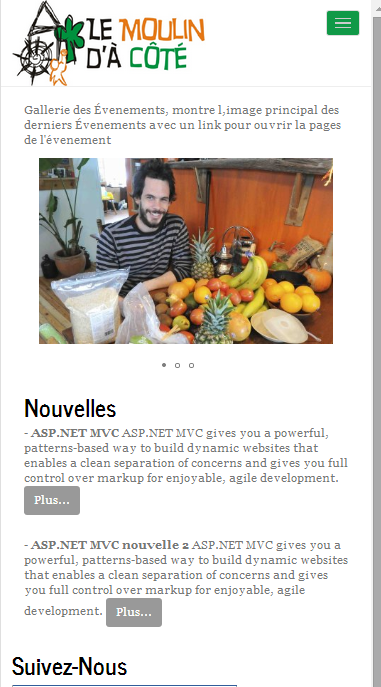 LE MOULIN
D'À CÔTÉ
Gallerie des Évenements, montre l,image principal des
derniers Évenements avec un link pour ouvrir la pages
de l'évenement
Nouvelles
- ASP.NET MVC ASP.NET MVC gives you a powerful,
patterns-based way to build dynamic websites that
enables a clean separation of concerns and gives you full
control over markup for enjoyable, agile development.
Plus...
- ASP.NET MVC nouvelle 2 ASP.NET MVC gives you a
powerful, patterns-based way to build dynamic websites
that enables a clean separation of concerns and gives
you full control over markup for enjoyable, agile
development. Plus...
Suivez-Nous